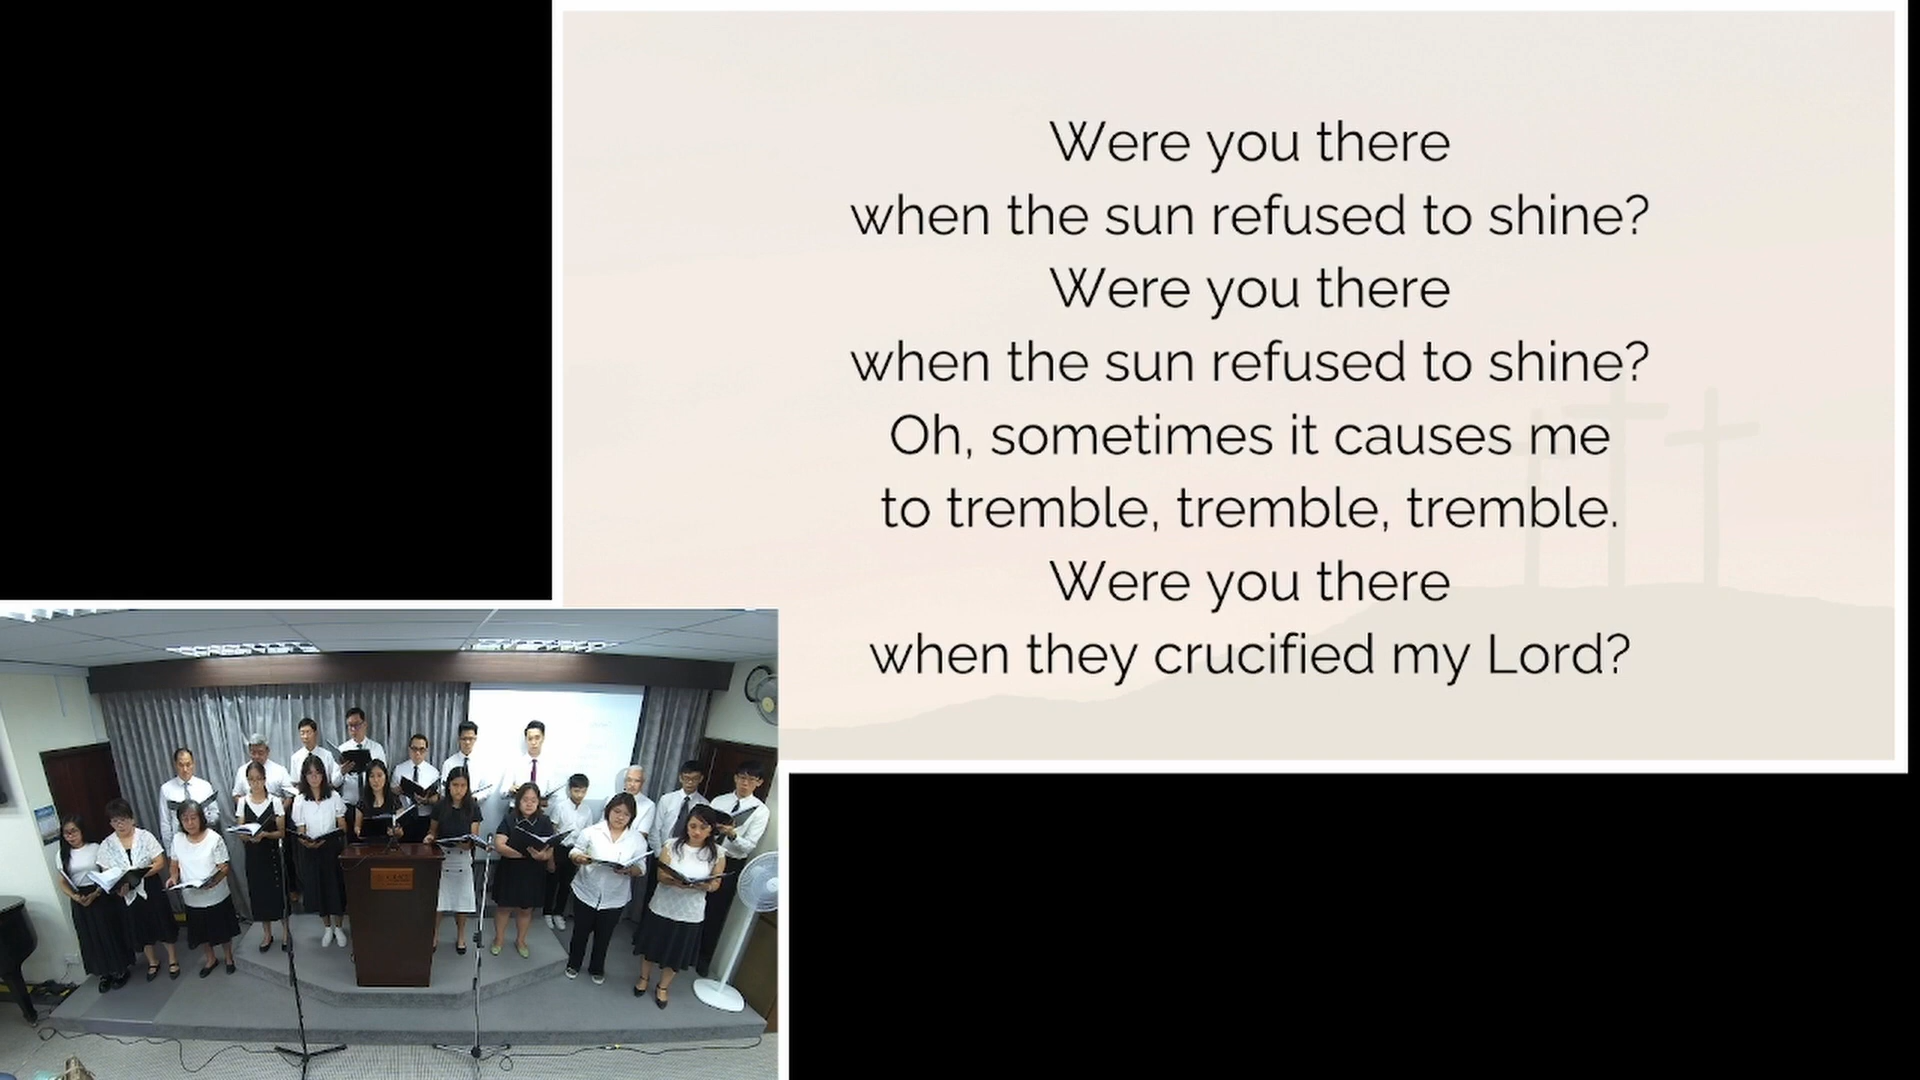 Were you there
when the sun refused to shine?
Were you there
when the sun refused to shine?
Oh, sometimes it causes me
to tremble, tremble, tremble.
Were you there
when they crucified my Lord?